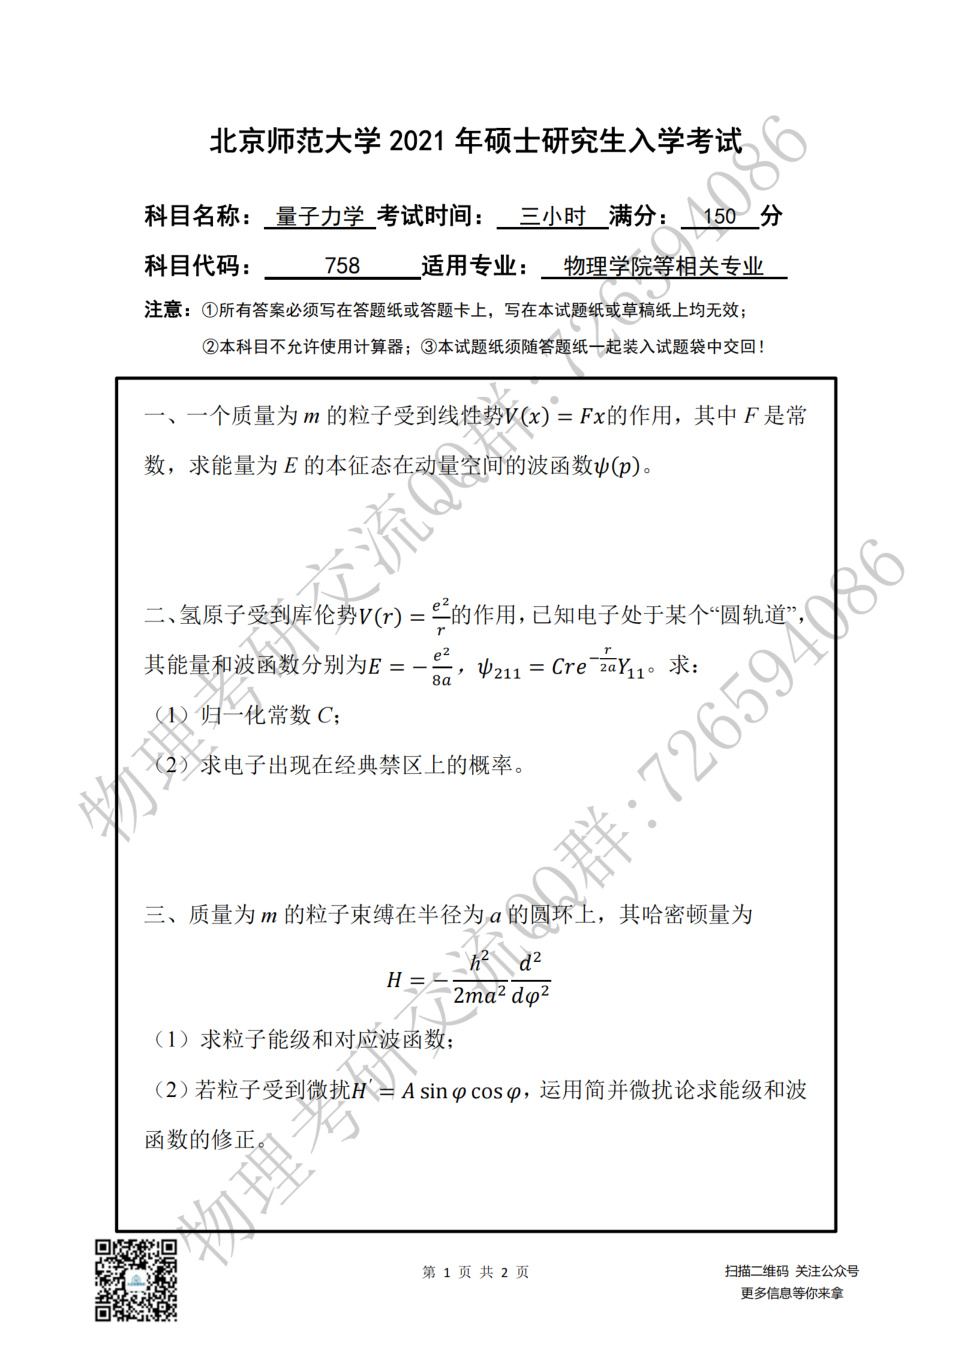 北京师范大学 2021 年硕士研究生入学考试
科目名称： 量子力学 考试时间： 三小时 满分： 150 分
科目代码： 758 适用专业： 物理学院等相关专业
注意：①所有答案必须写在答题纸或答题卡上，写在本试题纸或草稿纸上均无效；
②本科目不允许使用计算器；③本试题纸须随答题纸一起装入试题袋中交回！
一、一个质量为 m 的粒子受到线性势V(x) = Fx的作用，其中 F 是常
数，求能量为 E 的本征态在动量空间的波函数ψ(p)。
二、氢原子受到库伦势V(r) = e²/r的作用，已知电子处于某个“圆轨道”，
其能量和波函数分别为E = −e²/8a，ψ₂₁₁ = Cre^(−r/2a)Y₁₁。求：
（1）归一化常数 C；
（2）求电子出现在经典禁区上的概率。
三、质量为 m 的粒子束缚在半径为 a 的圆环上，其哈密顿量为
H = − ℏ²/2ma² d²/dφ²
（1）求粒子能级和对应波函数；
（2）若粒子受到微扰H′ = A sin φ cos φ，运用简并微扰论求能级和波
函数的修正。
第 1 页 共 2 页
扫描二维码 关注公众号
更多信息等你来拿
物理考研交流QQ群：726594086
物理考研交流QQ群：726594086